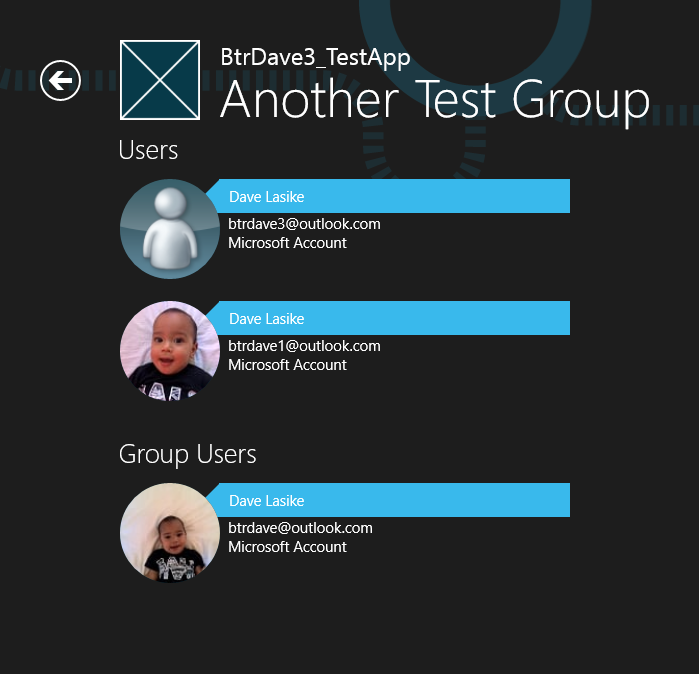 BtrDave3_TestApp
Another Test Group
Users
Dave Lasike
btrdave3@outlook.com
Microsoft Account
Dave Lasike
btrdave1@outlook.com
Microsoft Account
Group Users
Dave Lasike
btrdave@outlook.com
Microsoft Account